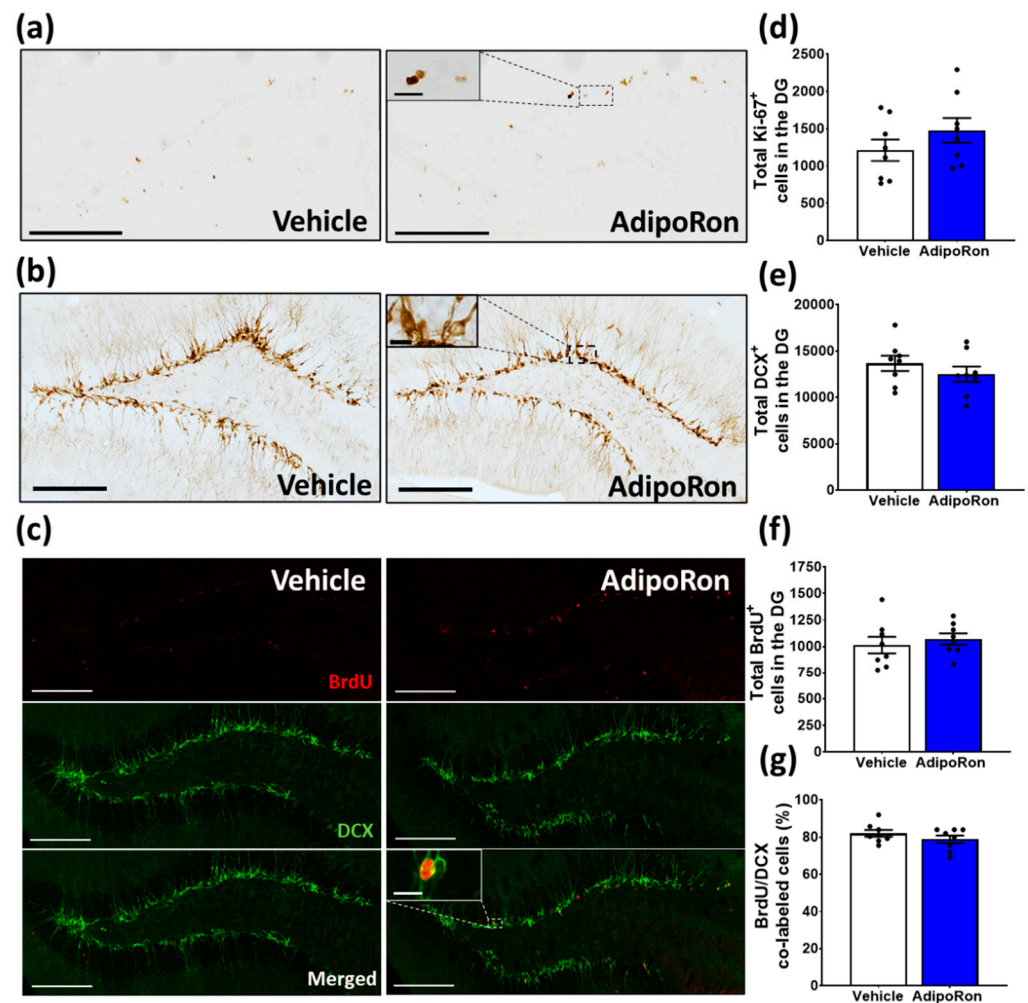 (a)
Vehicle
AdipoRon
(b)
Vehicle
AdipoRon
(c)
Vehicle
AdipoRon
BrdU
DCX
Merged
(d)
Total Ki-67+
cells in the DG
2500
2000
1500
1000
500
0
Vehicle AdipoRon
(e)
Total DCX+
cells in the DG
20000
15000
10000
5000
0
Vehicle AdipoRon
(f)
Total BrdU+
cells in the DG
1750
1500
1250
1000
750
500
250
0
Vehicle AdipoRon
(g)
BrdU/DCX
co-labeled cells (%)
100
80
60
40
20
0
Vehicle AdipoRon